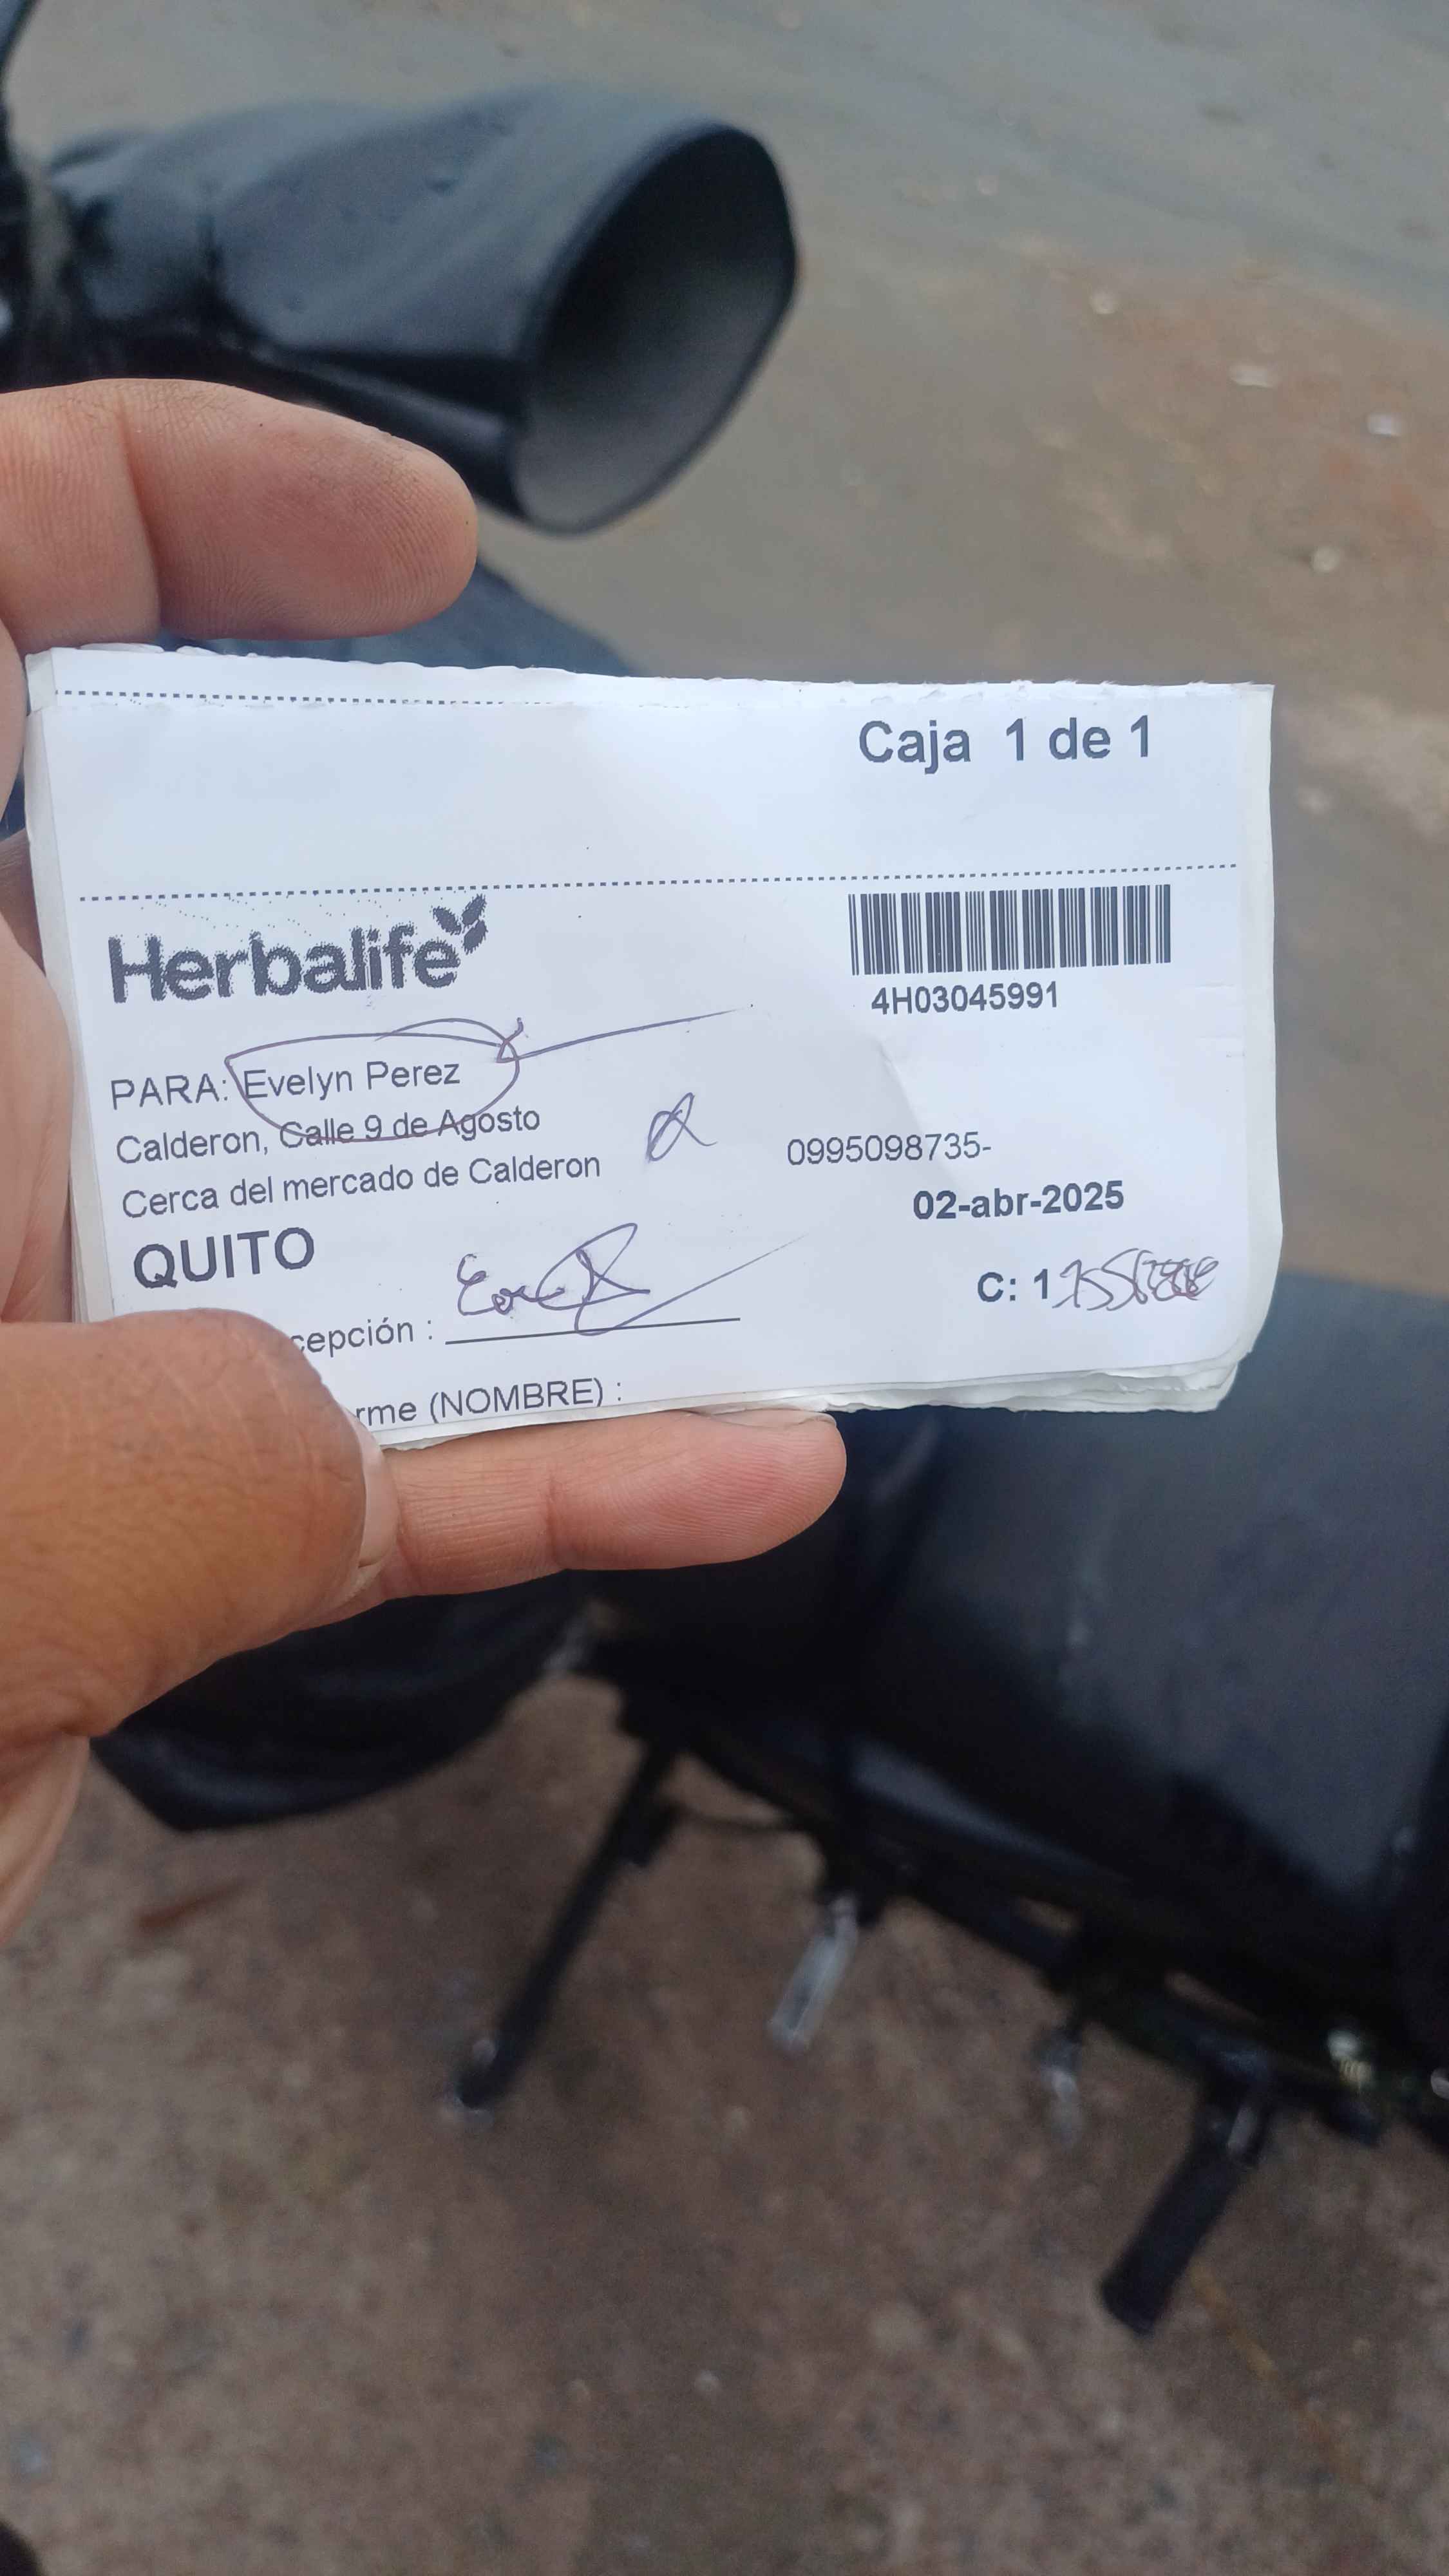 Caja 1 de 1
Herbalife
4H03045991
PARA: Evelyn Perez
Calderon, Calle 9 de Agosto
Cerca del mercado de Calderon
0995098735-
02-abr-2025
QUITO
C: 1
cepción :
rme (NOMBRE) :